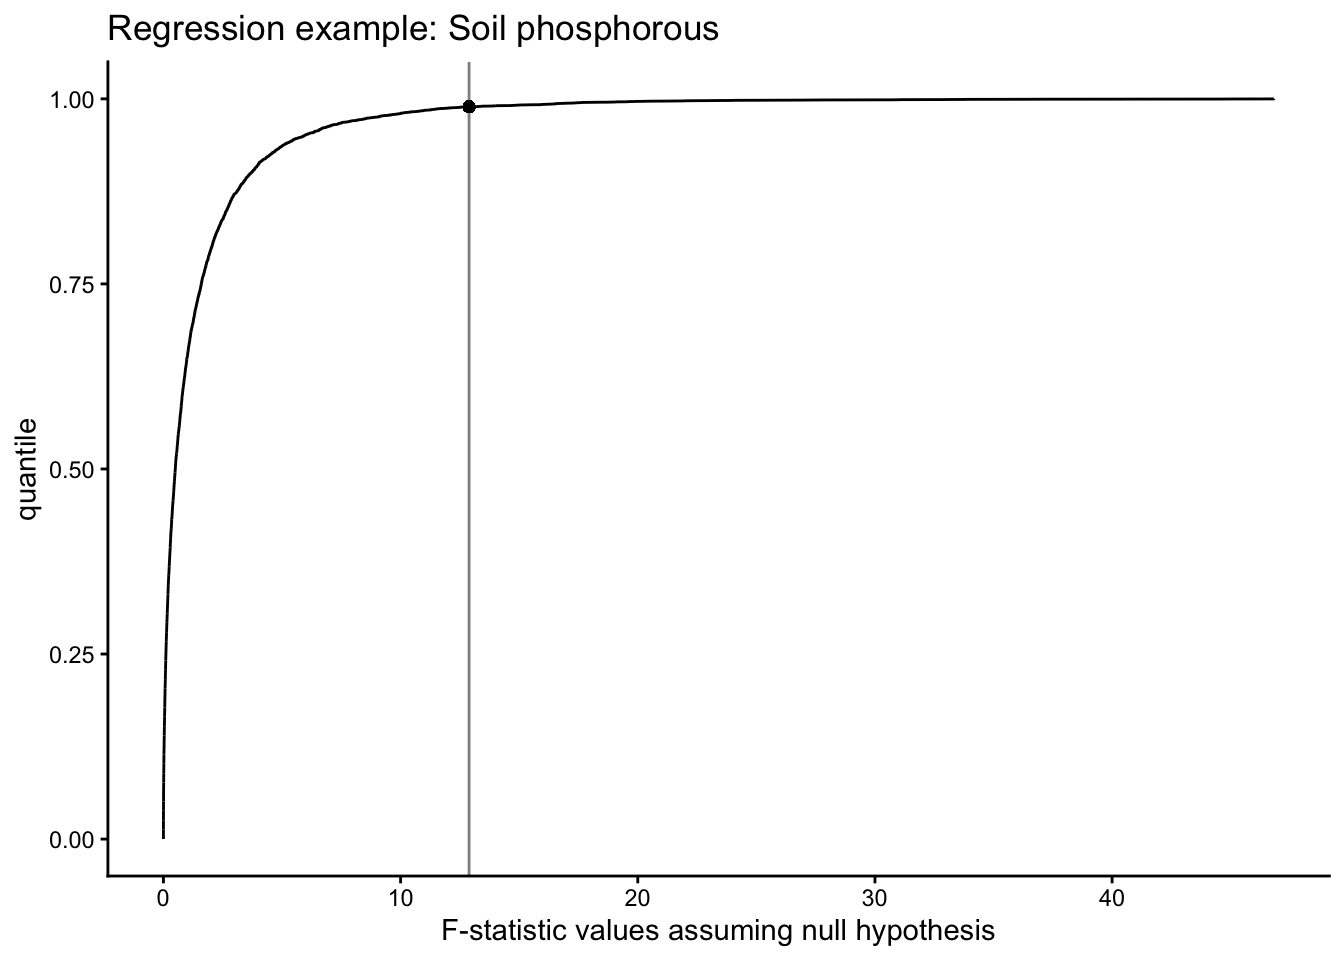 Regression example: Soil phosphorous
1.00
0.75
0.50
0.25
0.00
quantile
0 10 20 30 40
F-statistic values assuming null hypothesis